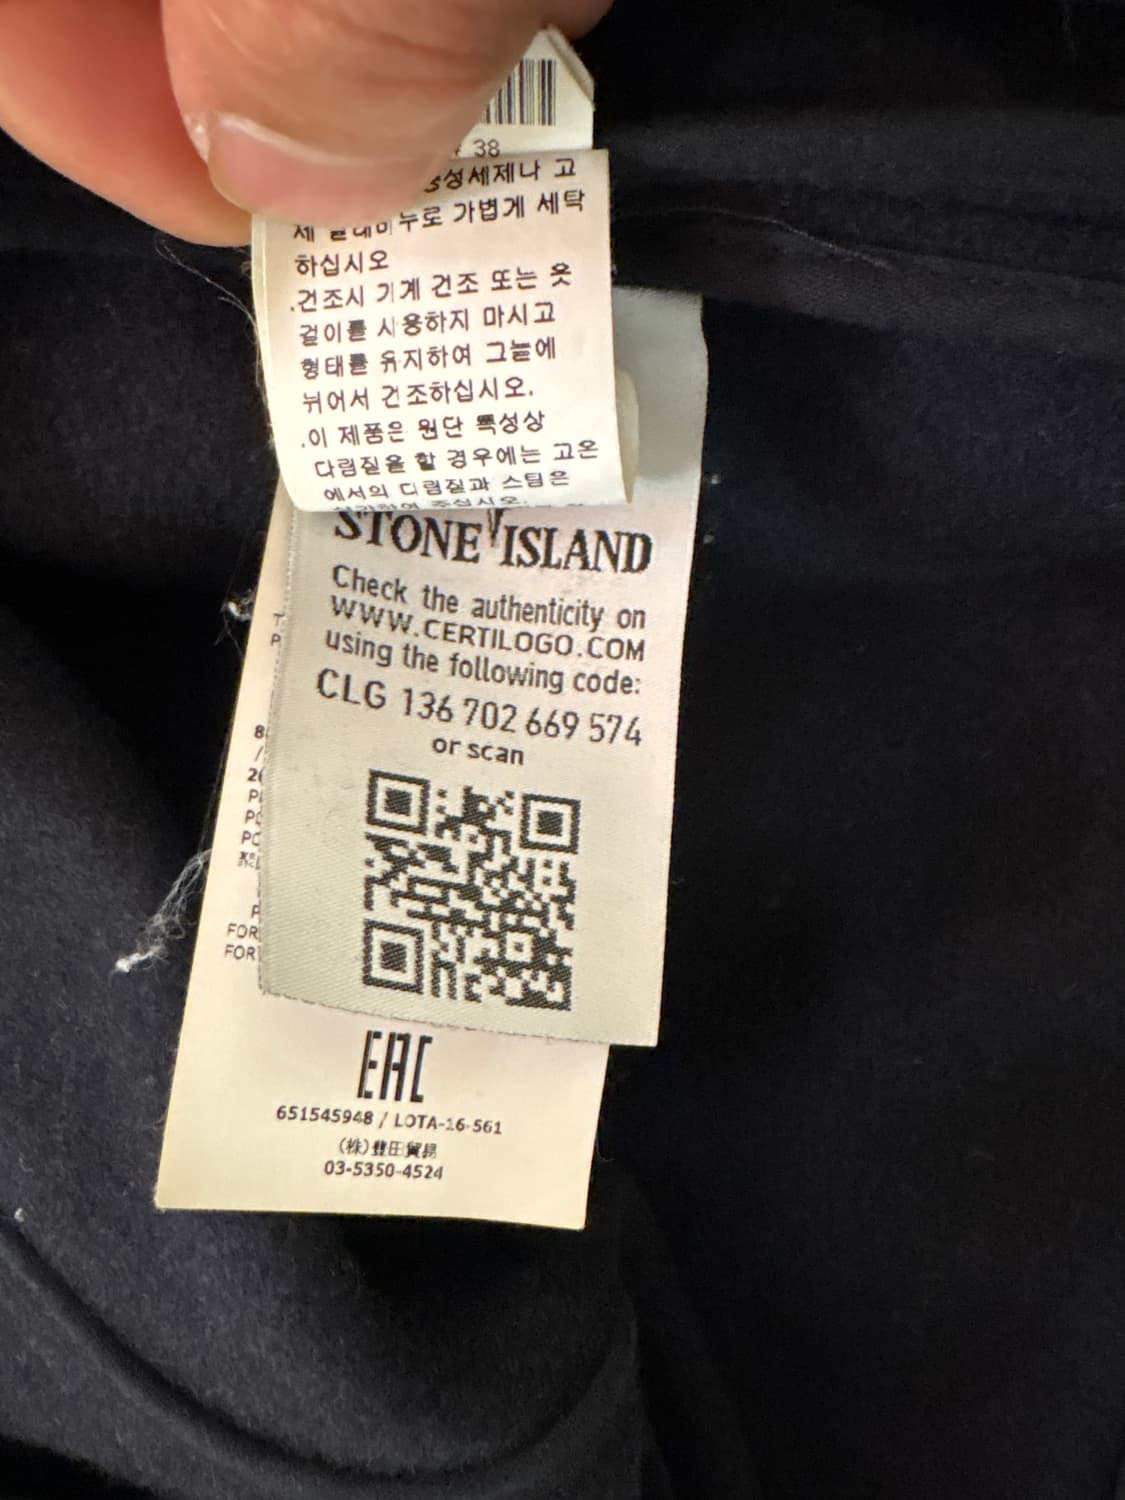 38
성세제나 고
가볍게 세탁
하십시오
.건조시 기계 건조 또는 옷
걸이를 사용하지 마시고
형태를 유지하여 그늘에
뉘어서 건조하십시오.
.이 제품은 원단 특성상
다림질을 할 경우에는 고온
에서의 다림질과 스팀은
STONE ISLAND
Check the authenticity on
WWW.CERTILOGO.COM
using the following code:
CLG 136 702 669 574
or scan
FOR
FOR
EAC
651545948 / LOTA-16-561
(株)豊田貿易
03-5350-4524